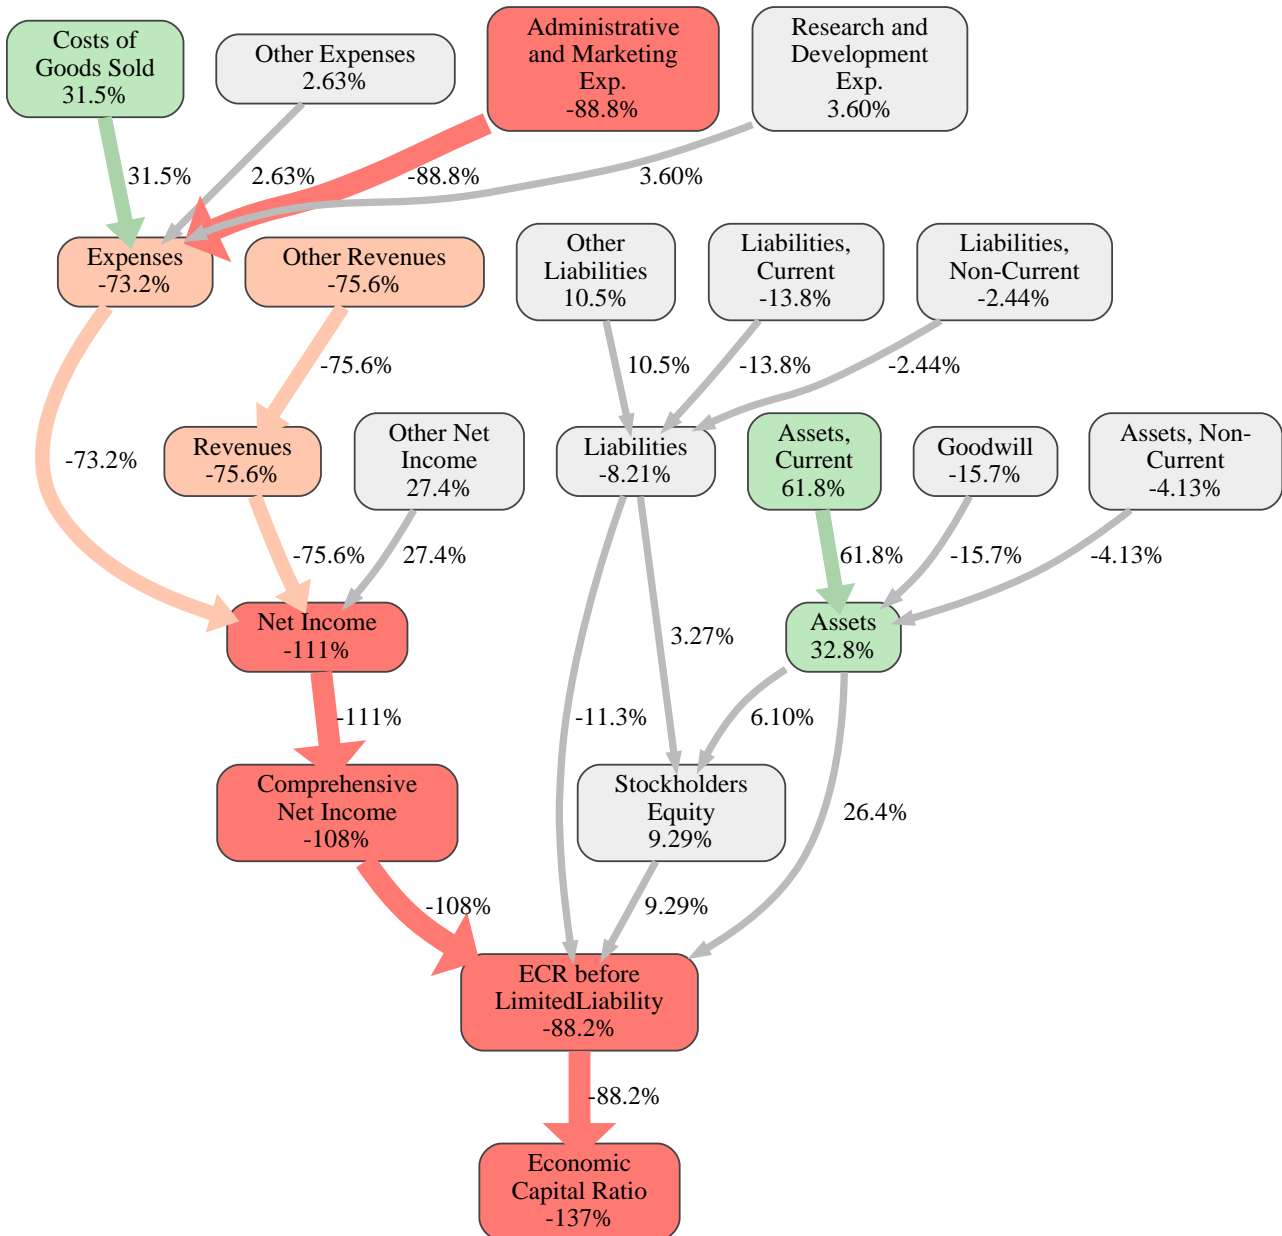 Costs of
Goods Sold
31.5%
Other Expenses
2.63%
Administrative
and Marketing
Exp.
-88.8%
Research and
Development
Exp.
3.60%
31.5%
2.63%
-88.8%
3.60%
Expenses
-73.2%
Other Revenues
-75.6%
Other
Liabilities
10.5%
Liabilities,
Current
-13.8%
Liabilities,
Non-Current
-2.44%
-75.6%
10.5%
-13.8%
-2.44%
-73.2%
Revenues
-75.6%
Other Net
Income
27.4%
Liabilities
-8.21%
Assets,
Current
61.8%
Goodwill
-15.7%
Assets, Non-
Current
-4.13%
-75.6%
27.4%
61.8%
-15.7%
-4.13%
Net Income
-111%
3.27%
Assets
32.8%
-111%
-11.3%
6.10%
Comprehensive
Net Income
-108%
Stockholders
Equity
9.29%
26.4%
-108%
9.29%
ECR before
LimitedLiability
-88.2%
-88.2%
Economic
Capital Ratio
-137%